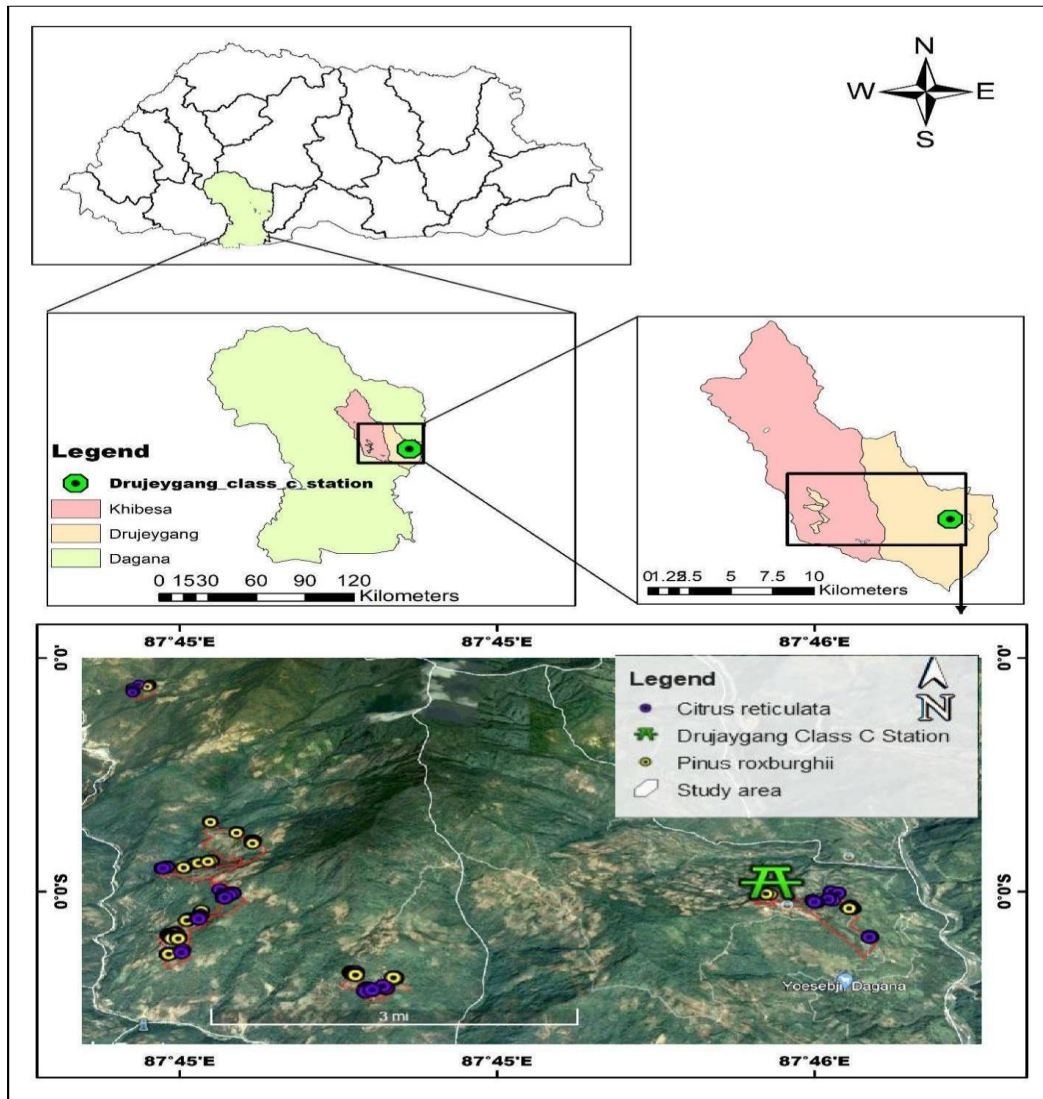 N
W E
S
Legend
Drujeygang_class_c_station
Khibesa
Drujeygang
Dagana
0 1530 60 90 120
Kilometers
01.252.5 5 7.5 10
Kilometers
87°45'E 87°45'E 87°46'E
0°0'
0°0'
0°0'S
0°0'S
Legend
N
Citrus reticulata
Drujaygang Class C Station
Pinus roxburghii
Study area
Yoesebji, Dagana
3 mi
87°45'E 87°45'E 87°46'E